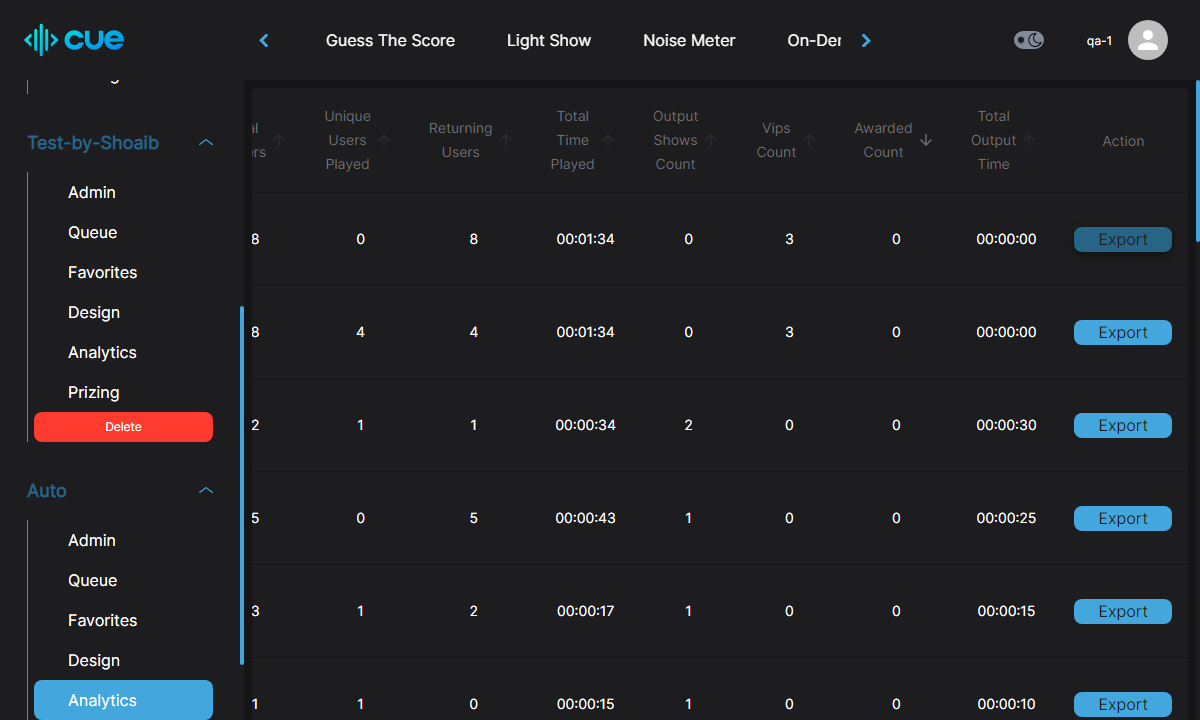 cue
Guess The Score
Light Show
Noise Meter
On-Der
qa-1
Test-by-Shoaib
Admin
Queue
Favorites
Design
Analytics
Prizing
Delete
Auto
Admin
Queue
Favorites
Design
Analytics
Unique
Users
Played
Returning
Users
Total
Time
Played
Output
Shows
Count
Vips
Count
Awarded
Count
Total
Output
Time
Action
8 0 8 00:01:34 0 3 0 00:00:00 Export
8 4 4 00:01:34 0 3 0 00:00:00 Export
2 1 1 00:00:34 2 0 0 00:00:30 Export
5 0 5 00:00:43 1 0 0 00:00:25 Export
3 1 2 00:00:17 1 0 0 00:00:15 Export
1 1 0 00:00:15 1 0 0 00:00:10 Export